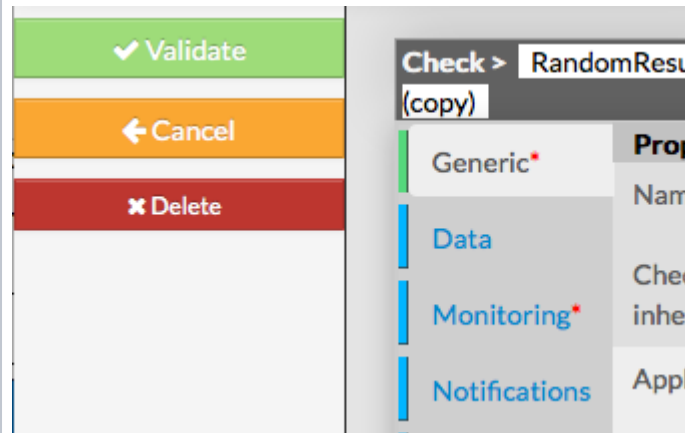 Validate
Cancel
Delete
Check > RandomResu
(copy)
Generic*
Data
Monitoring*
Notifications
Prop
Nam
Chec
inhe
Appl